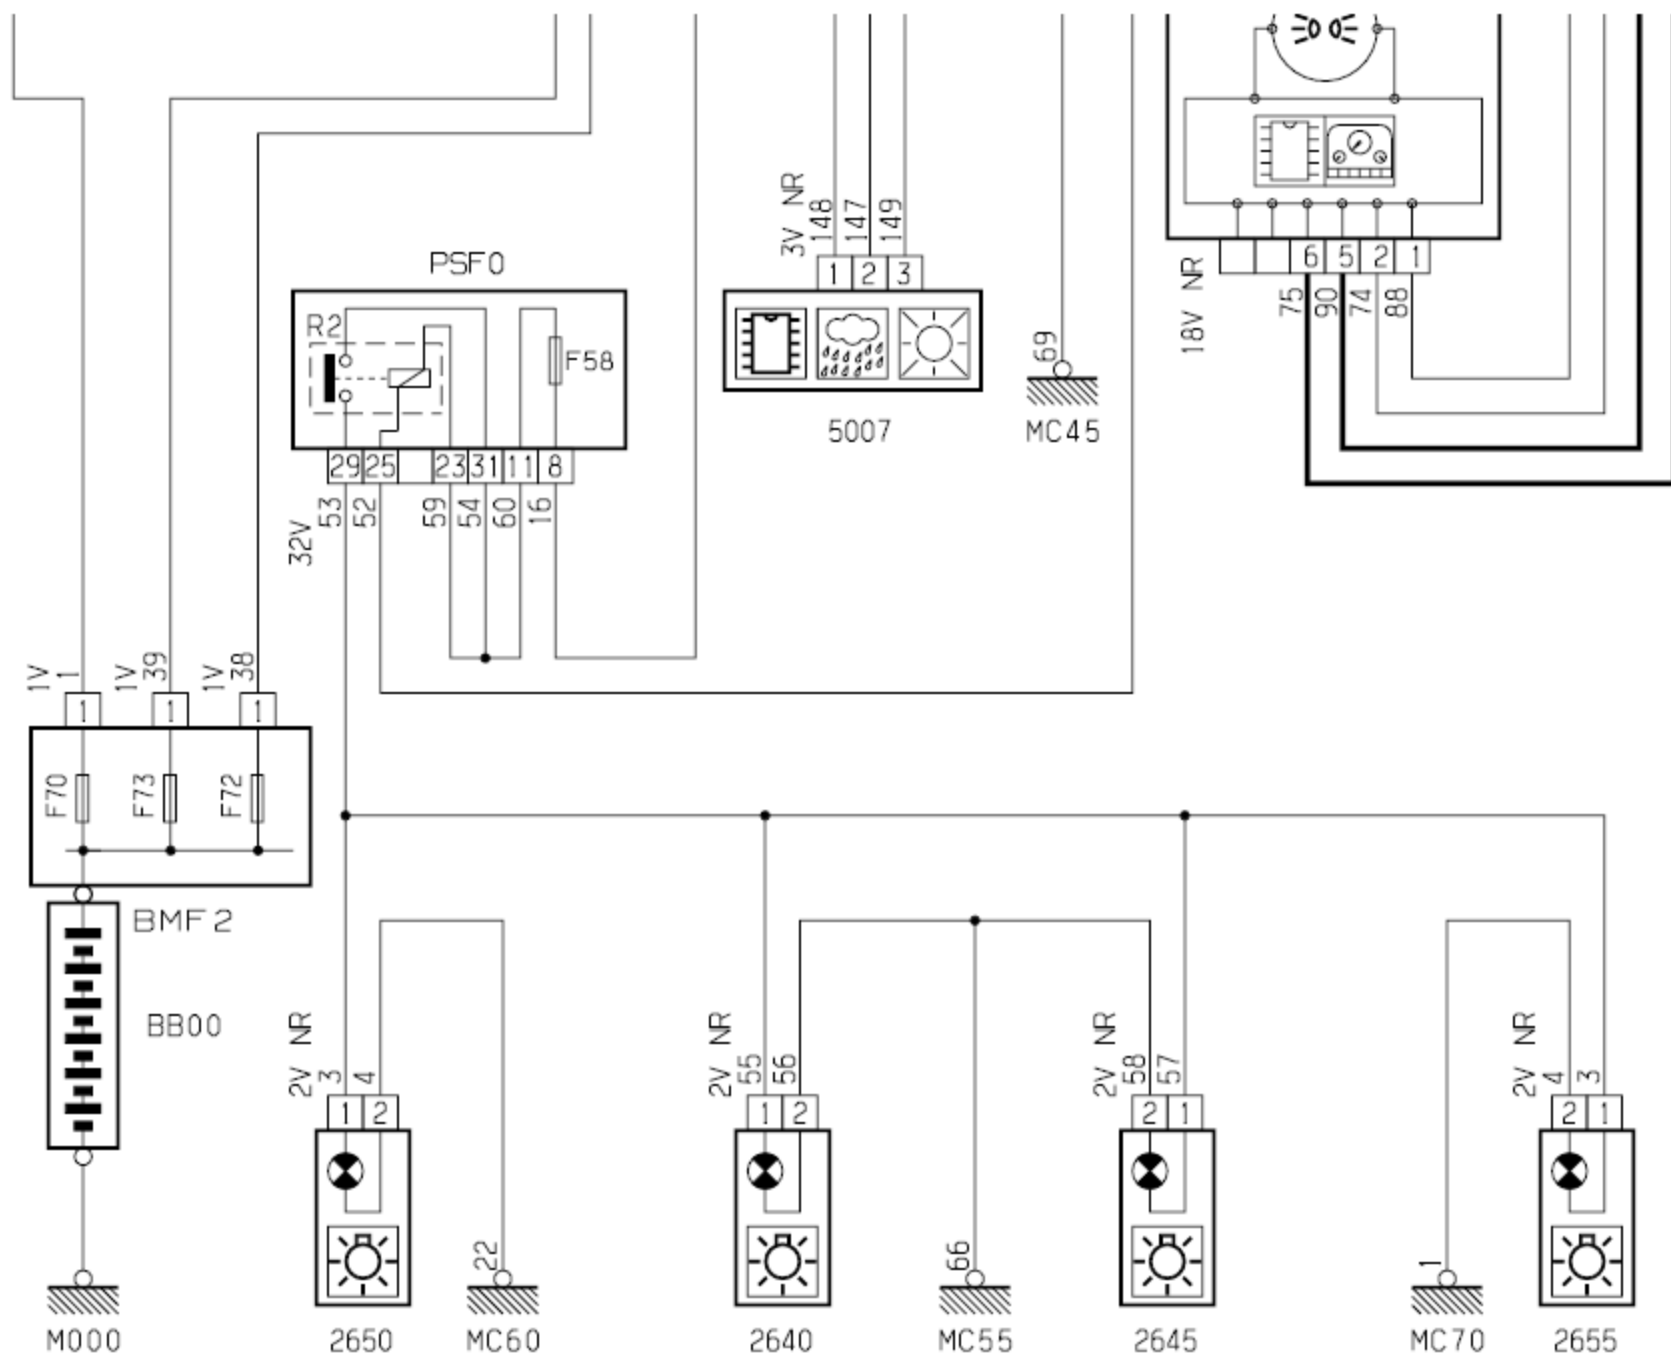 3V NR 148 147 149
1 2 3
PSF0
R2
F58
69
6 5 2 1
18V NR 75 90 74 88
5007
MC45
29 25 23 31 11 8
32V 53 52 59 54 60 16
1V 1 1V 39 1V 38
1 1 1
F70 F73 F72
BMF2
BB00
2V NR 3 4
2V NR 55 56
2V NR 58 57
2V NR 4 3
1 2
1 2
2 1
2 1
22
66
1
M000
2650
MC60
2640
MC55
2645
MC70
2655